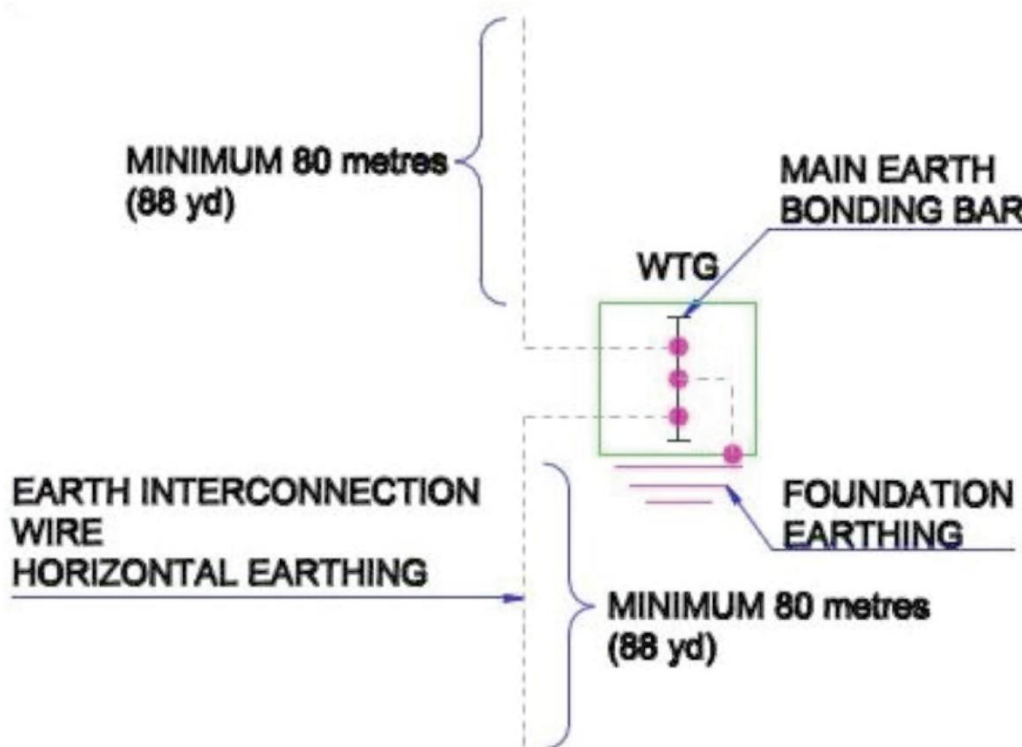 MINIMUM 80 metres
(88 yd)
MAIN EARTH
BONDING BAR
WTG
EARTH INTERCONNECTION
WIRE
HORIZONTAL EARTHING
FOUNDATION
EARTHING
MINIMUM 80 metres
(88 yd)